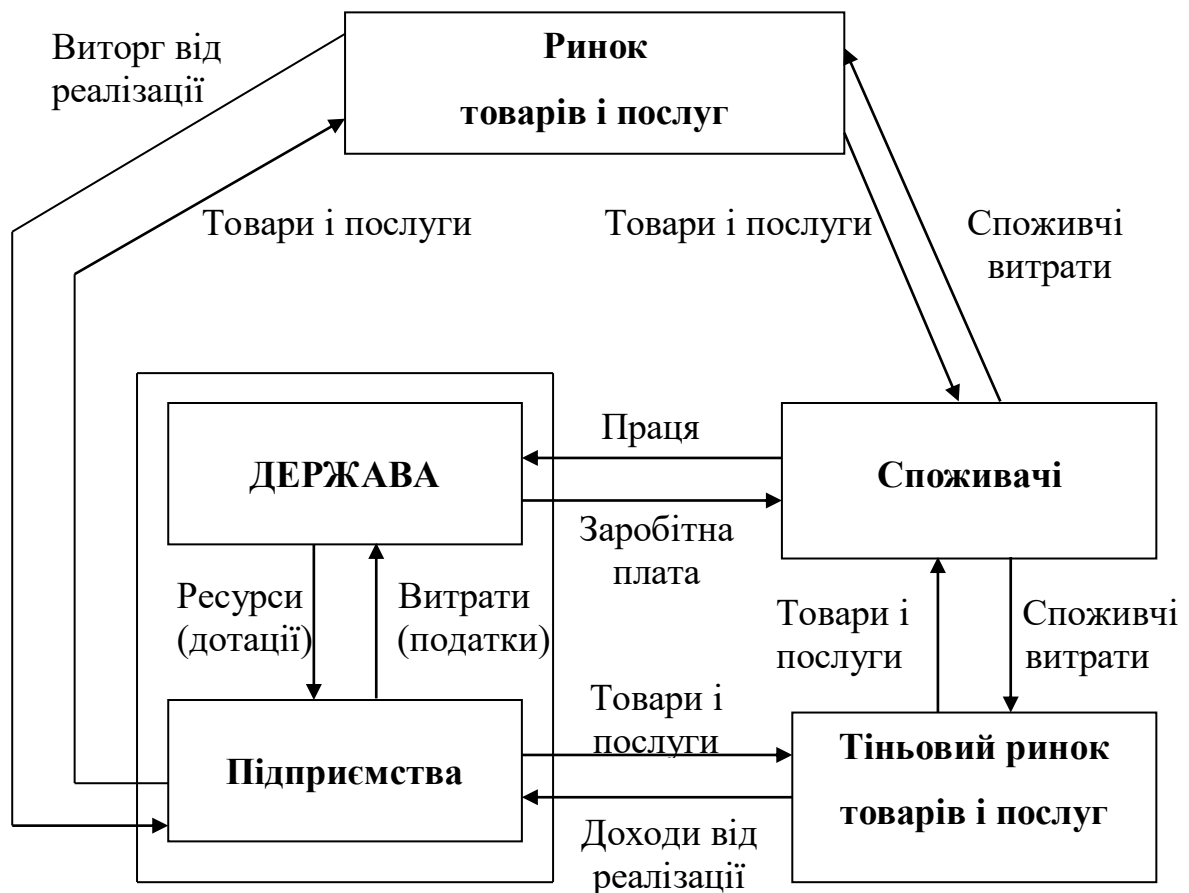 Виторг від
реалізації
Ринок
товарів і послуг
Товари і послуги
Товари і послуги
Споживчі
витрати
ДЕРЖАВА
Праця
Заробітна
плата
Споживачі
Ресурси
(дотації)
Витрати
(податки)
Товари і
послуги
Споживчі
витрати
Підприємства
Товари і
послуги
Доходи від
реалізації
Тіньовий ринок
товарів і послуг